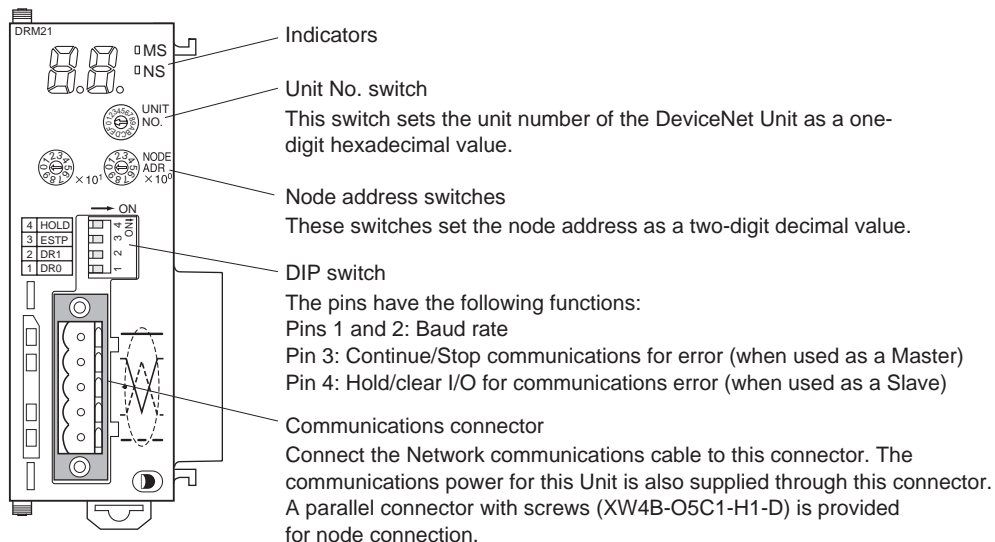 DRM21
MS
NS
UNIT
NO.
NODE
ADR
×10¹
×10⁰
ON
4 HOLD
3 ESTP
2 DR1
1 DR0
ON
4
3
2
1
Indicators
Unit No. switch
This switch sets the unit number of the DeviceNet Unit as a one-
digit hexadecimal value.
Node address switches
These switches set the node address as a two-digit decimal value.
DIP switch
The pins have the following functions:
Pins 1 and 2: Baud rate
Pin 3: Continue/Stop communications for error (when used as a Master)
Pin 4: Hold/clear I/O for communications error (when used as a Slave)
Communications connector
Connect the Network communications cable to this connector. The
communications power for this Unit is also supplied through this connector.
A parallel connector with screws (XW4B-O5C1-H1-D) is provided
for node connection.